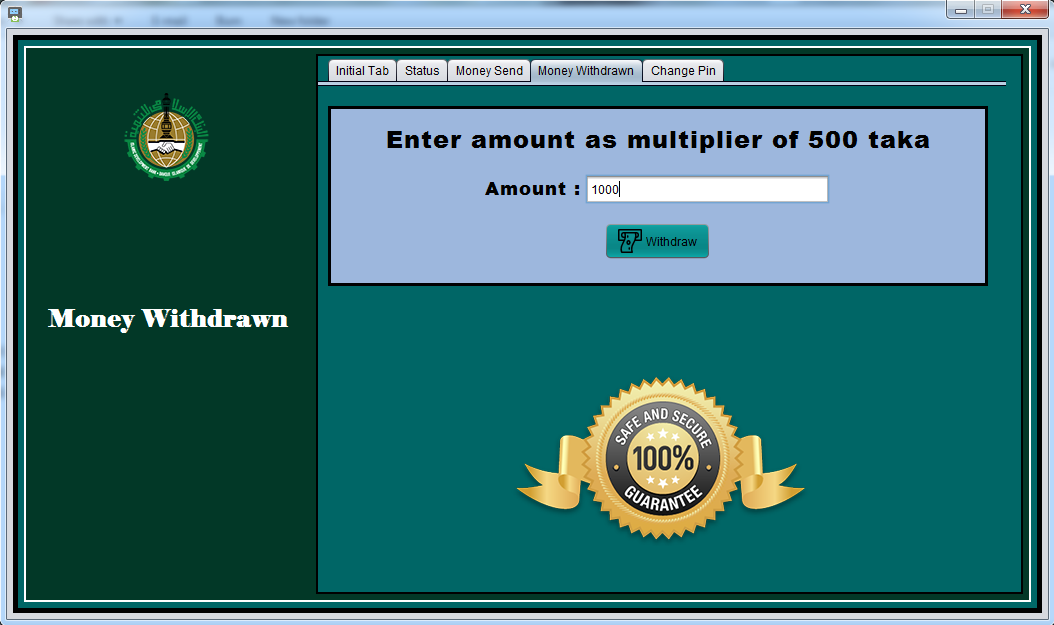 Initial Tab
Status
Money Send
Money Withdrawn
Change Pin
Enter amount as multiplier of 500 taka
Amount :
1000
Withdraw
Money Withdrawn
SAFE AND SECURE
100%
GUARANTEE